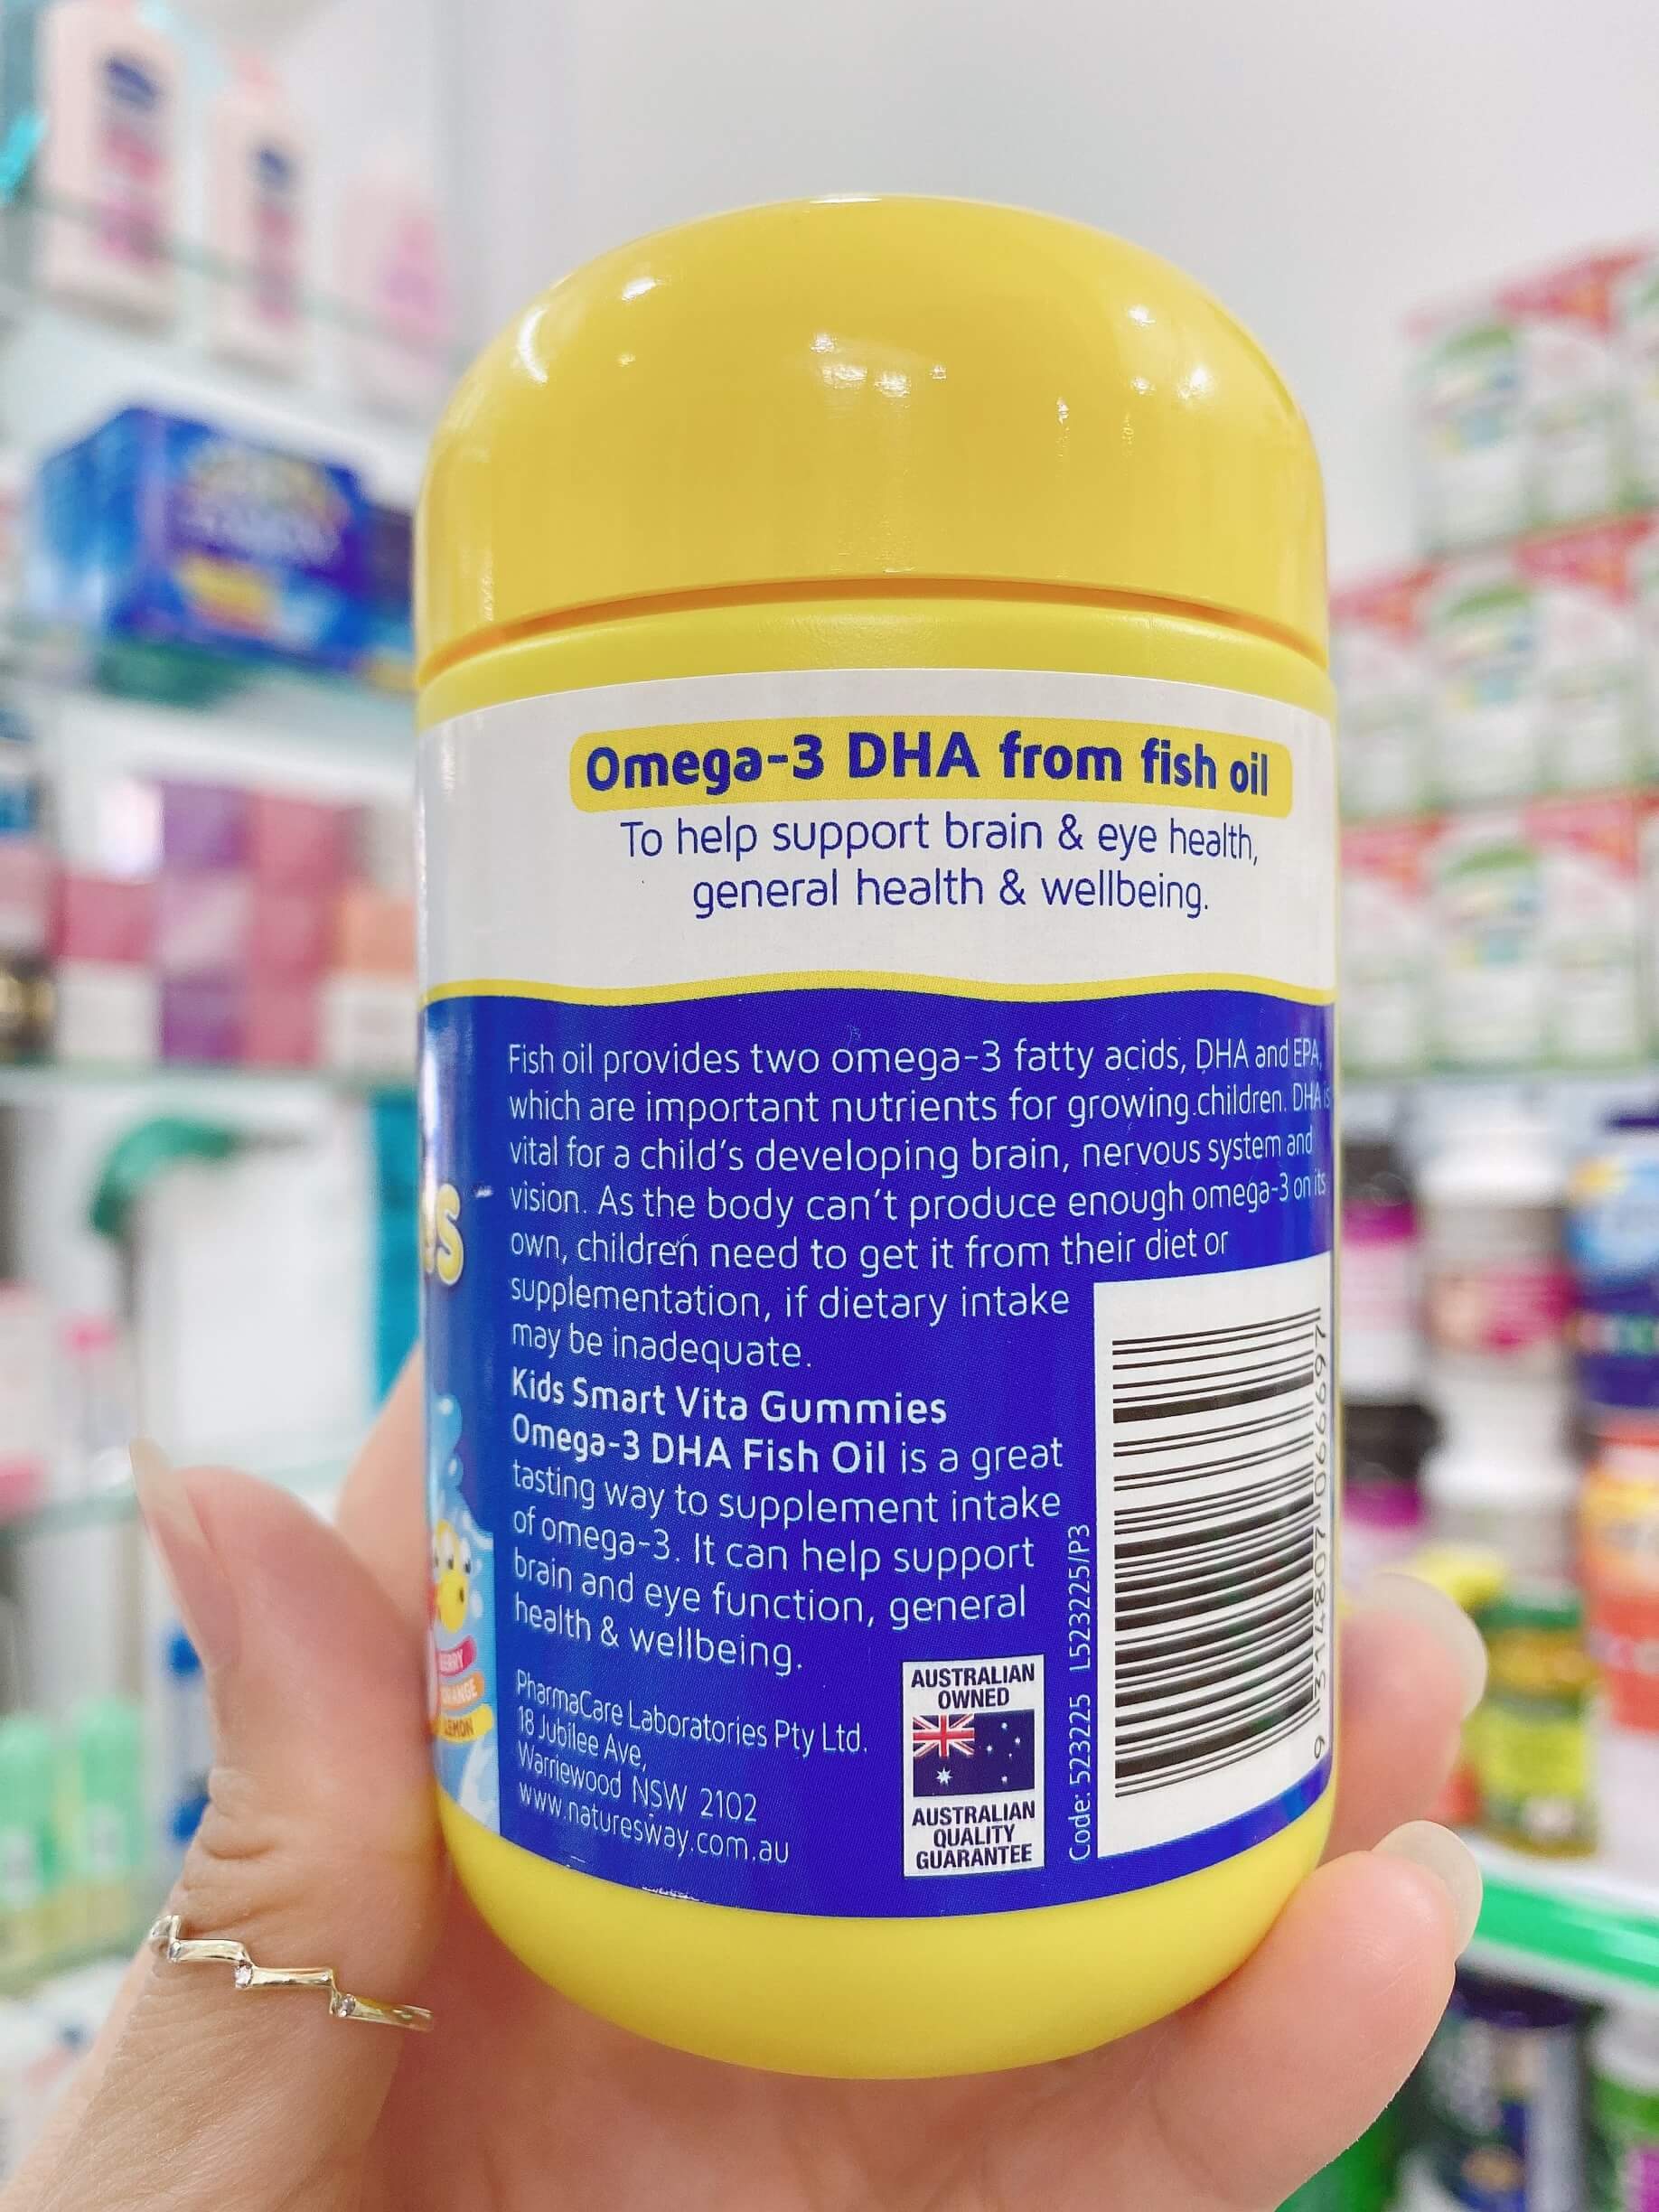 Omega-3 DHA from fish oil
To help support brain & eye health,
general health & wellbeing.
Fish oil provides two omega-3 fatty acids, DHA and EPA,
which are important nutrients for growing children. DHA is
vital for a child's developing brain, nervous system and
vision. As the body can't produce enough omega-3 on its
own, children need to get it from their diet or
supplementation, if dietary intake
may be inadequate.
Kids Smart Vita Gummies
Omega-3 DHA Fish Oil is a great
tasting way to supplement intake
of omega-3. It can help support
brain and eye function, general
health & wellbeing.
PharmaCare Laboratories Pty Ltd.
18 Jubilee Ave,
Warriewood NSW 2102
www.naturesway.com.au
AUSTRALIAN
OWNED
AUSTRALIAN
QUALITY
GUARANTEE
Code: 523225 L523225/P3
9 314807 066697
LEMON